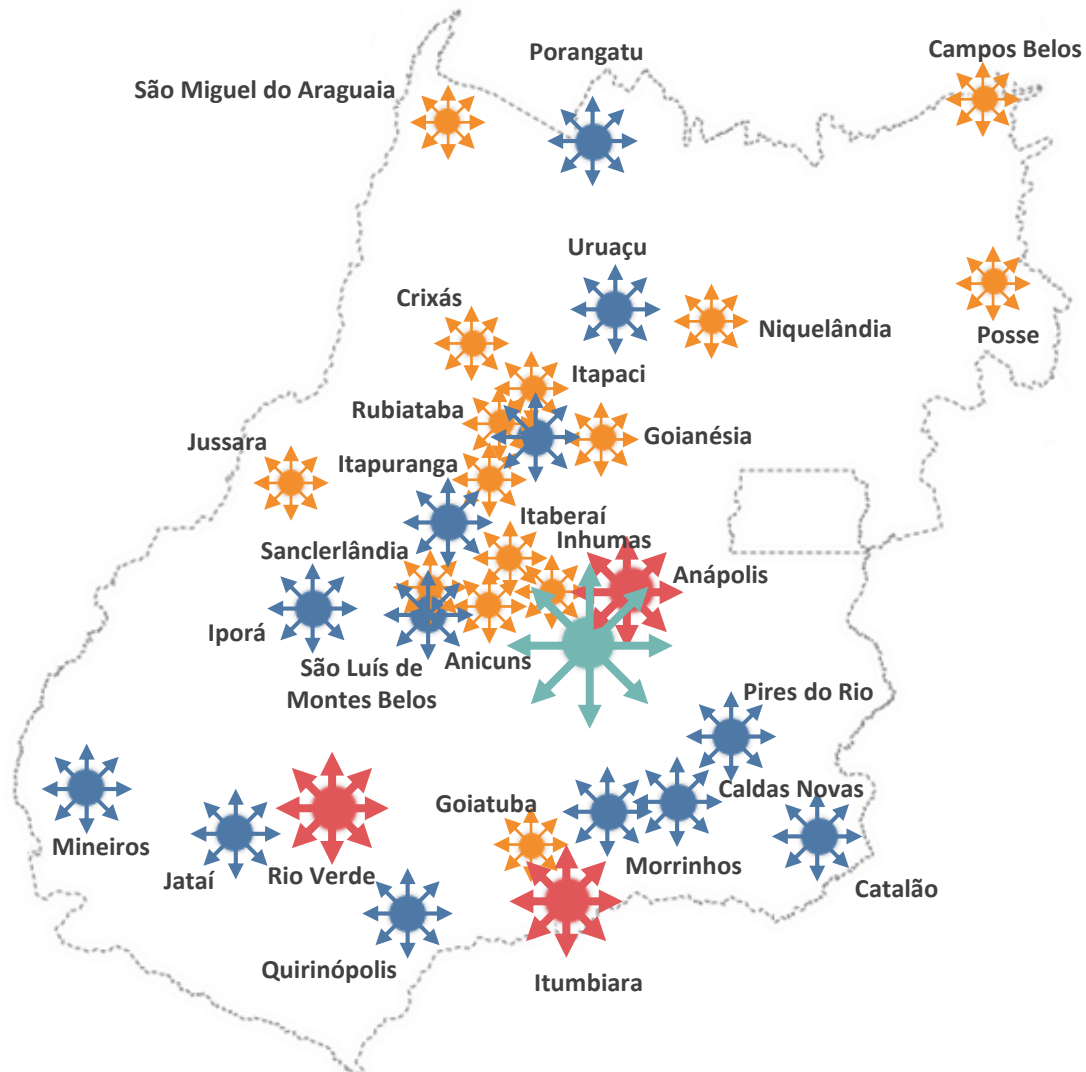 Porangatu
Campos Belos
São Miguel do Araguaia
Uruaçu
Crixás
Niquelândia
Posse
Itapaci
Rubiataba
Goianésia
Jussara
Itapuranga
Itaberaí
Sanclerlândia
Inhumas
Anápolis
Iporá
Anicuns
São Luís de
Montes Belos
Pires do Rio
Caldas Novas
Goiatuba
Mineiros
Morrinhos
Jataí
Rio Verde
Catalão
Quirinópolis
Itumbiara